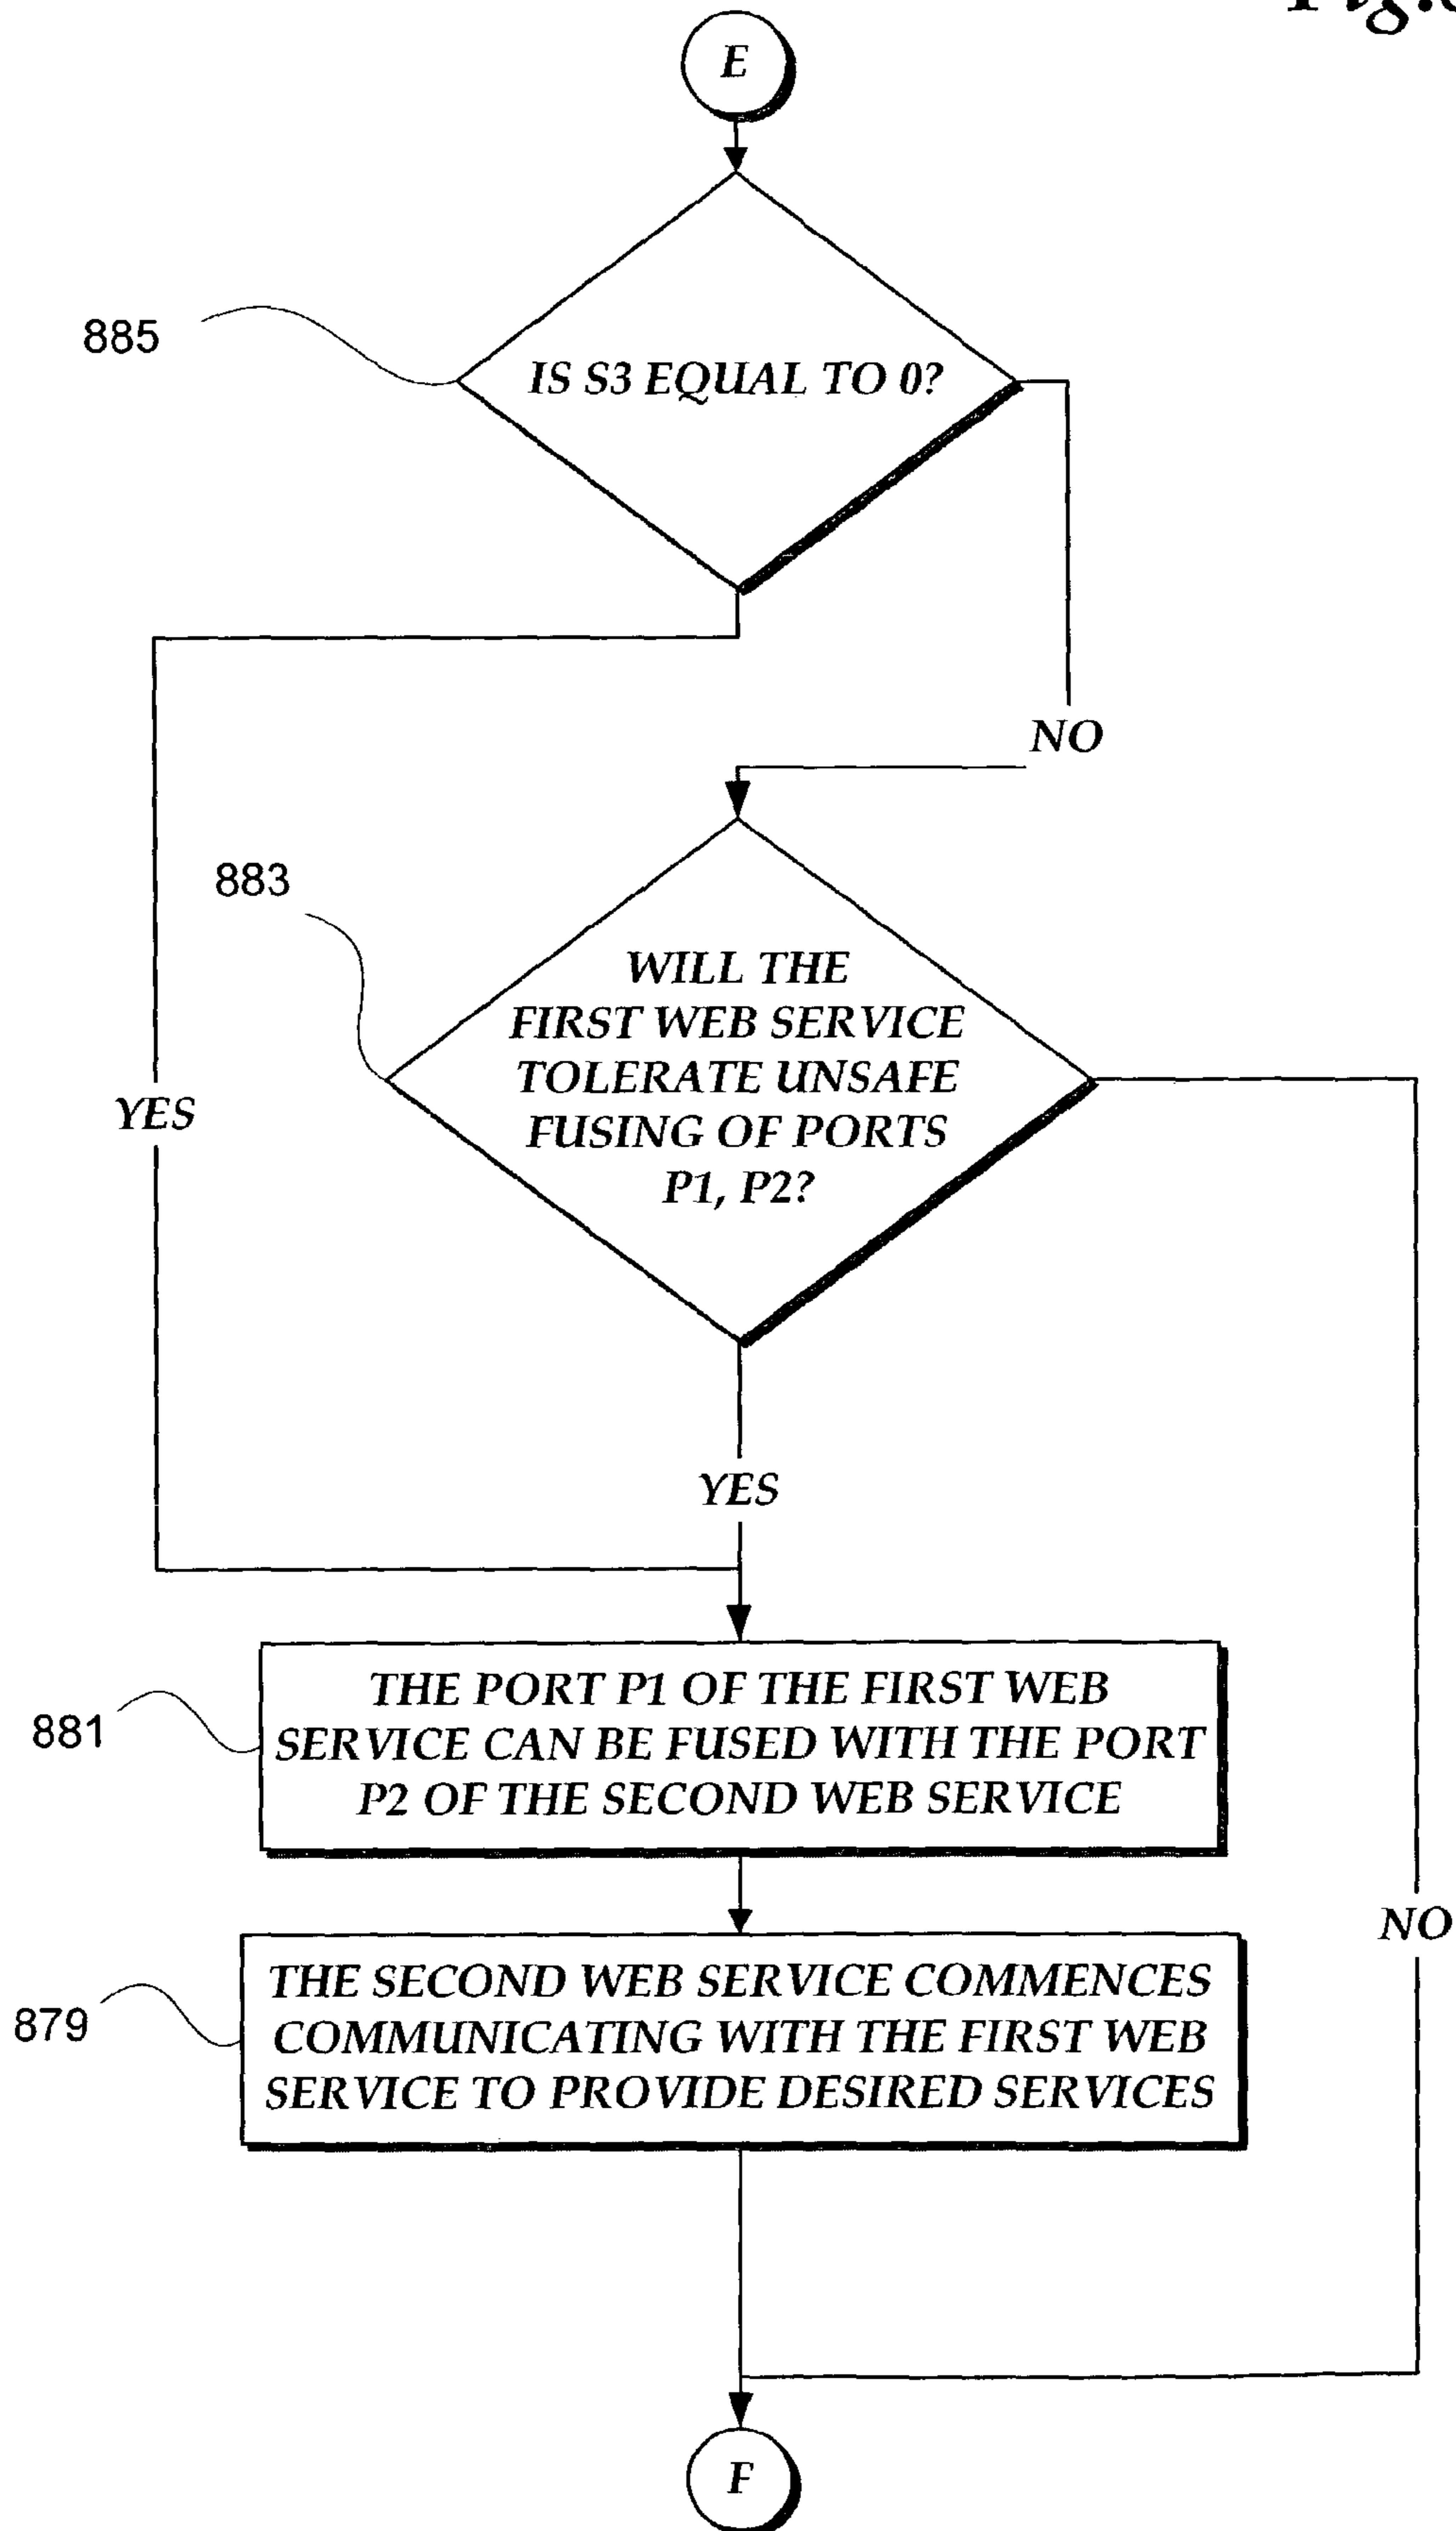 Fig.
E
885
IS S3 EQUAL TO 0?
NO
883
WILL THE
FIRST WEB SERVICE
TOLERATE UNSAFE
FUSING OF PORTS
P1, P2?
YES
YES
881
THE PORT P1 OF THE FIRST WEB
SERVICE CAN BE FUSED WITH THE PORT
P2 OF THE SECOND WEB SERVICE
NO
879
THE SECOND WEB SERVICE COMMENCES
COMMUNICATING WITH THE FIRST WEB
SERVICE TO PROVIDE DESIRED SERVICES
F